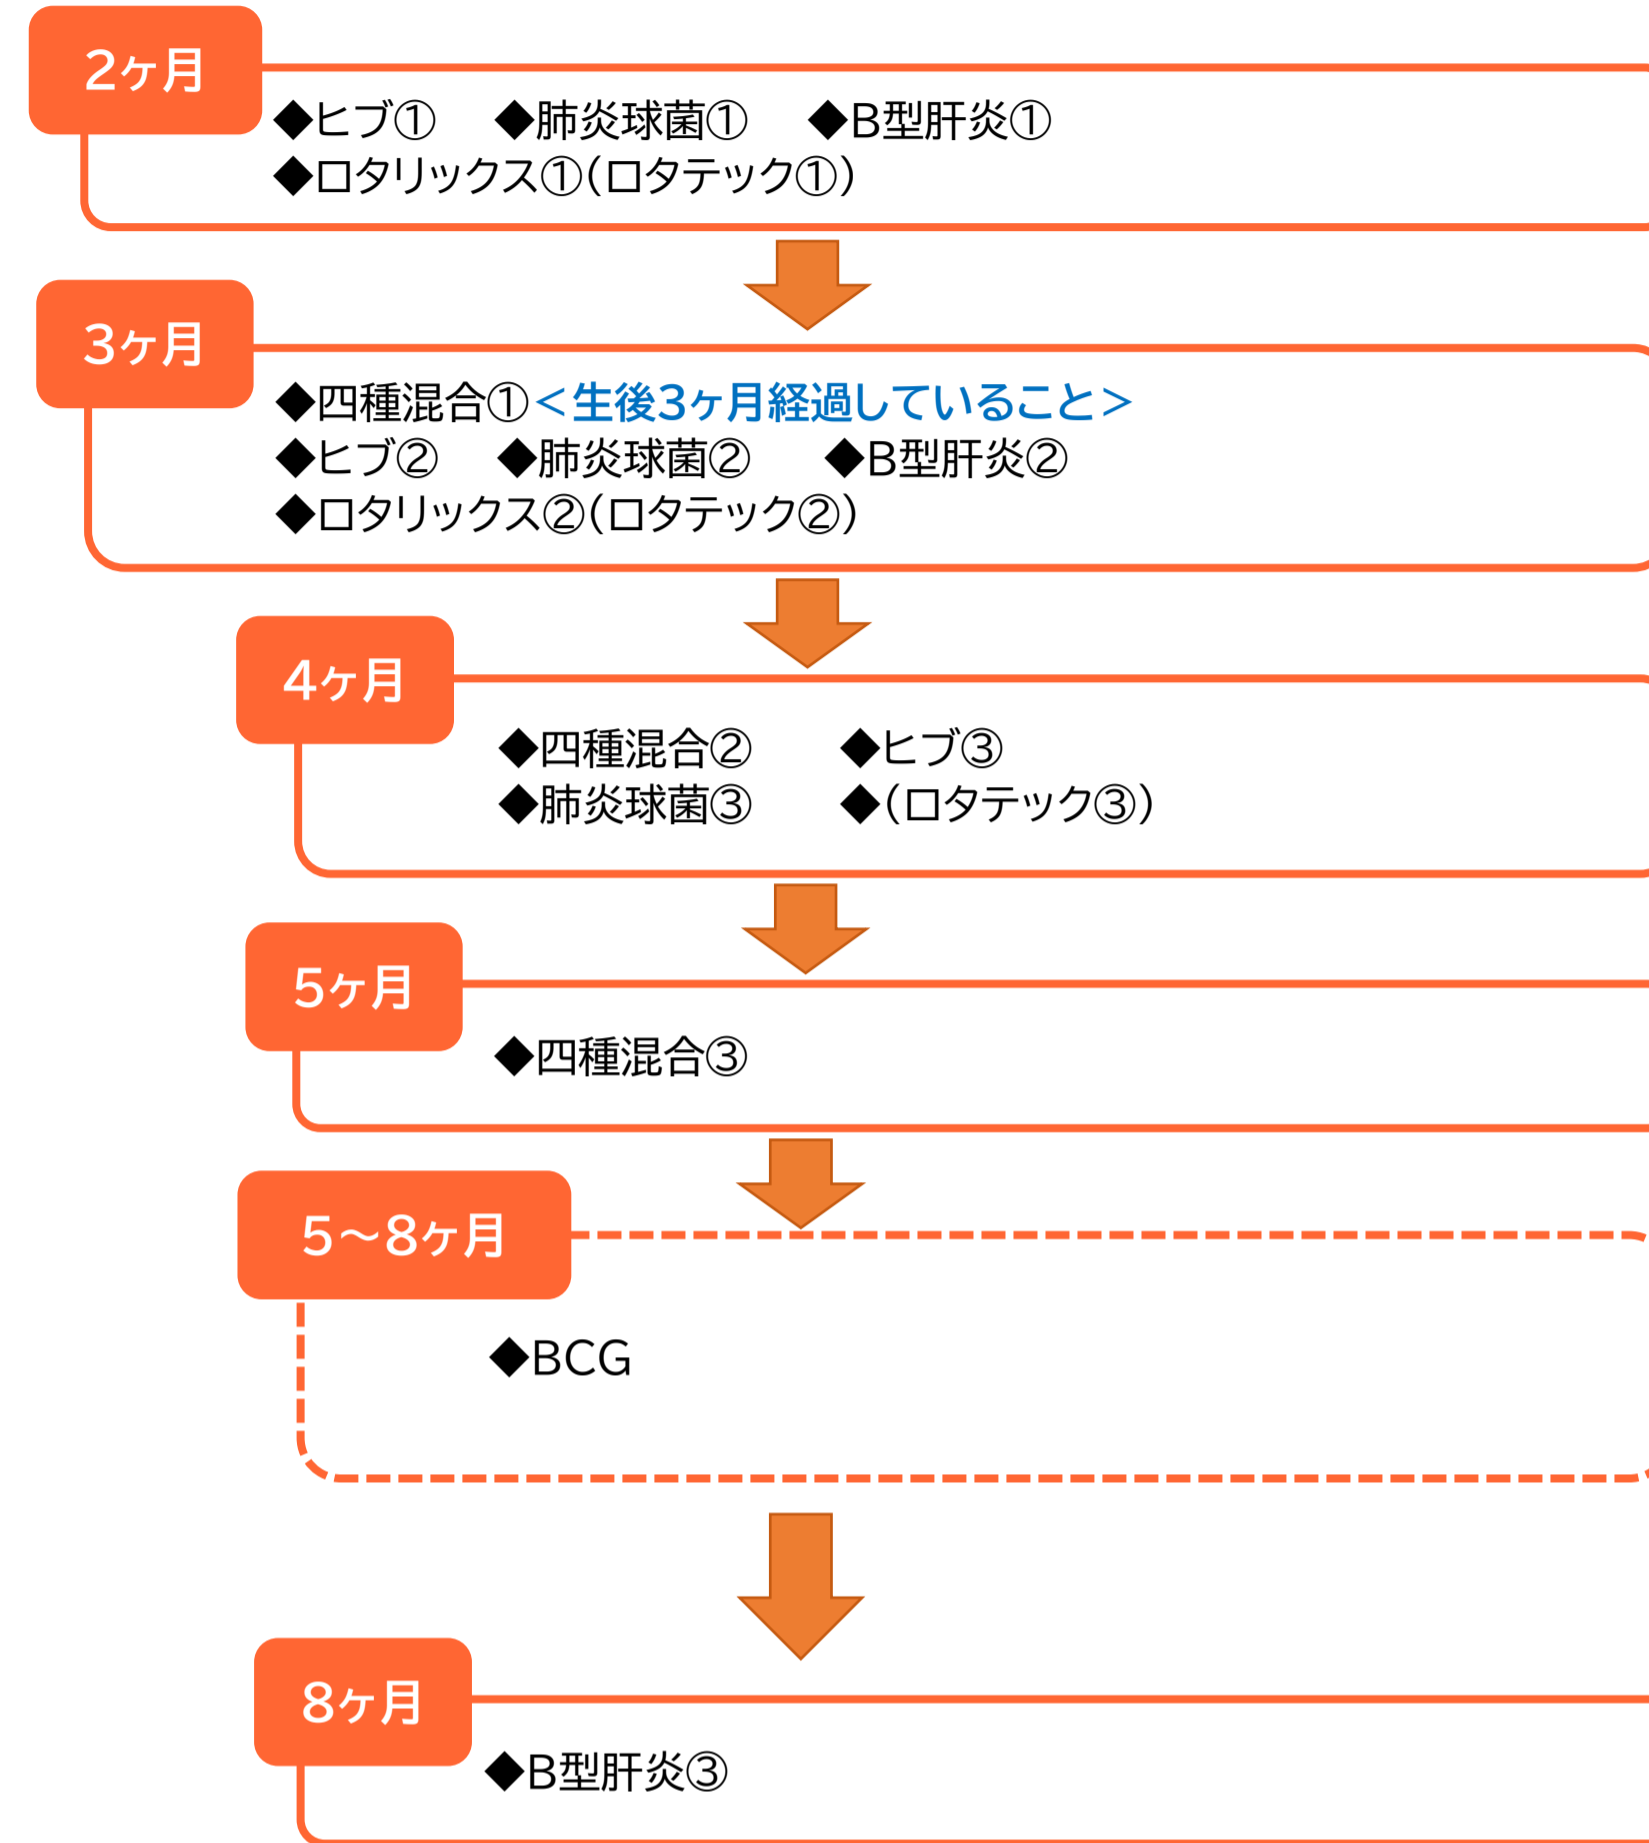 2ヶ月
◆ヒブ① ◆肺炎球菌① ◆B型肝炎①
◆ロタリックス①(ロタテック①)
3ヶ月
◆四種混合①<生後3ヶ月経過していること>
◆ヒブ② ◆肺炎球菌② ◆B型肝炎②
◆ロタリックス②(ロタテック②)
4ヶ月
◆四種混合② ◆ヒブ③
◆肺炎球菌③ ◆(ロタテック③)
5ヶ月
◆四種混合③
5～8ヶ月
◆BCG
8ヶ月
◆B型肝炎③